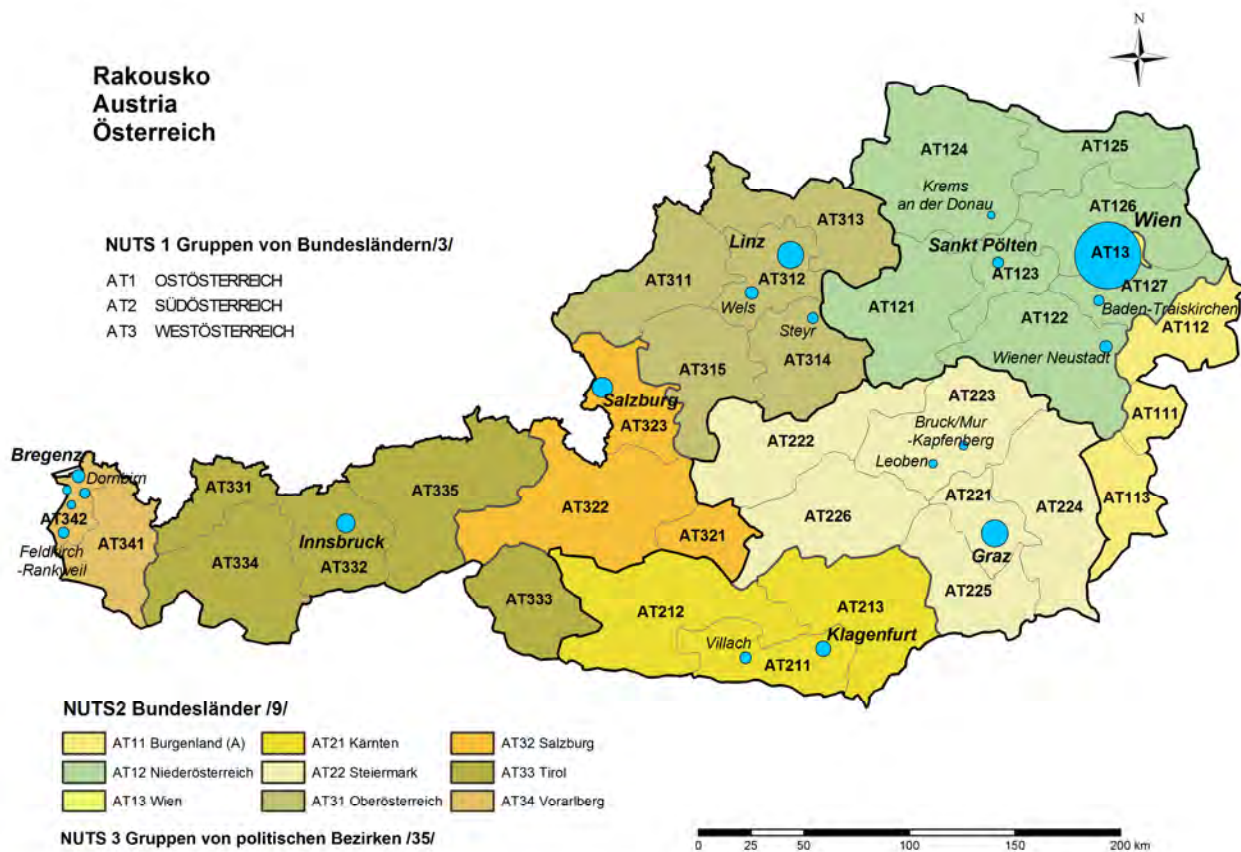 N
Rakousko
Austria
Österreich
NUTS 1 Gruppen von Bundesländern/3/
AT1 OSTÖSTERREICH
AT2 SÜDÖSTERREICH
AT3 WESTÖSTERREICH
AT124
AT125
Krems
an der Donau
AT126
Wien
AT313
Linz
Sankt Pölten
AT13
AT123
AT311
AT312
AT127
Wels
AT121
Baden-Traiskirchen
AT122
AT112
Steyr
Wiener Neustadt
AT314
AT315
Salzburg
AT223
AT111
AT323
Bruck/Mur
-Kapfenberg
AT222
Bregenz
Leoben
Dornbirn
AT331
AT335
AT221
AT113
AT322
AT224
AT226
AT342
AT341
Innsbruck
AT321
Graz
Feldkirch
-Rankweil
AT334
AT332
AT225
AT333
AT212
AT213
Villach
Klagenfurt
AT211
NUTS2 Bundesländer /9/
AT11 Burgenland (A)
AT21 Kärnten
AT32 Salzburg
AT12 Niederösterreich
AT22 Steiermark
AT33 Tirol
AT13 Wien
AT31 Oberösterreich
AT34 Vorarlberg
NUTS 3 Gruppen von politischen Bezirken /35/
0 25 50 100 150 200 km